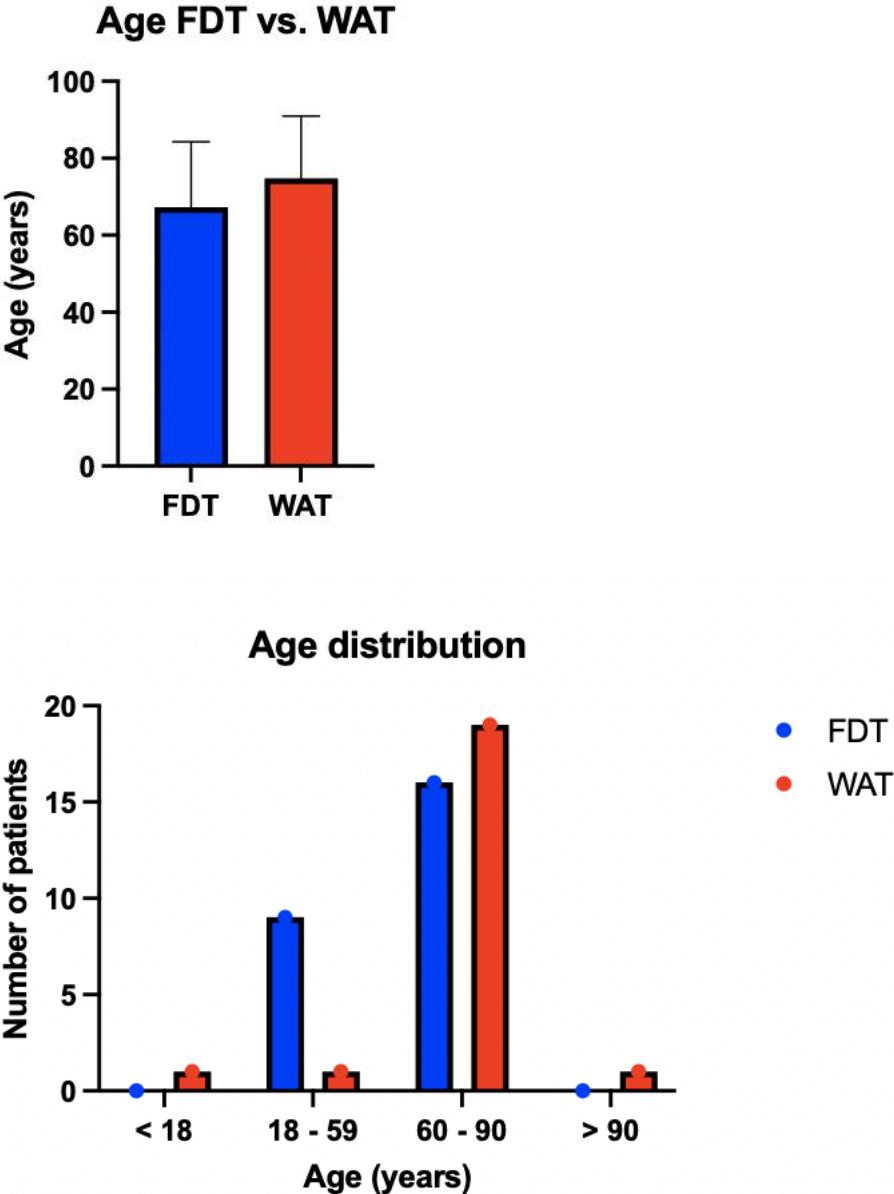 Age FDT vs. WAT
100
80
60
40
20
0
Age (years)
FDT WAT
Age distribution
20
15
10
5
0
Number of patients
< 18 18 - 59 60 - 90 > 90
Age (years)
FDT
WAT